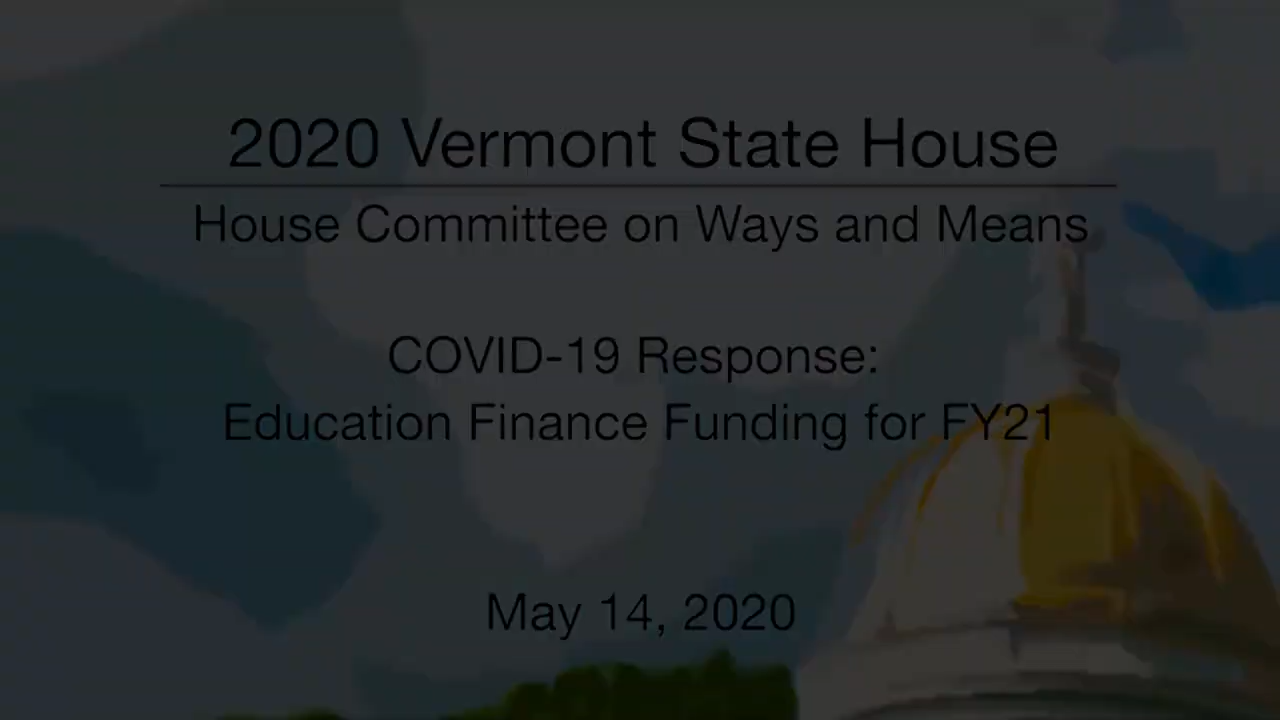 2020 Vermont State House
House Committee on Ways and Means
COVID-19 Response:
Education Finance Funding for FY21
May 14, 2020